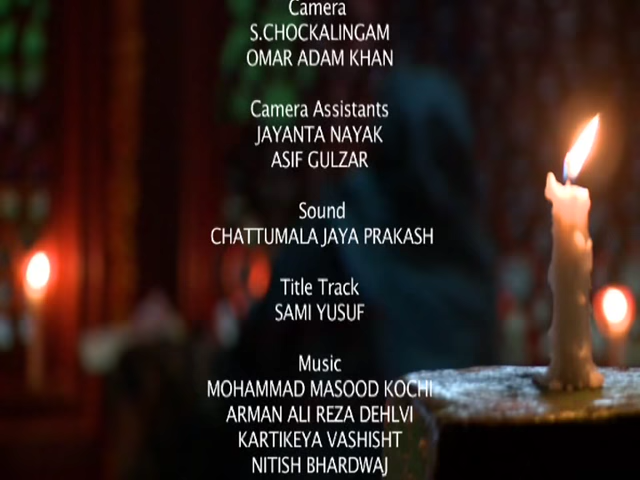 Camera
S.CHOCKALINGAM
OMAR ADAM KHAN
Camera Assistants
JAYANTA NAYAK
ASIF GULZAR
Sound
CHATTUMALA JAYA PRAKASH
Title Track
SAMI YUSUF
Music
MOHAMMAD MASOOD KOCHI
ARMAN ALI REZA DEHLVI
KARTIKEYA VASHISHT
NITISH BHARDWAJ